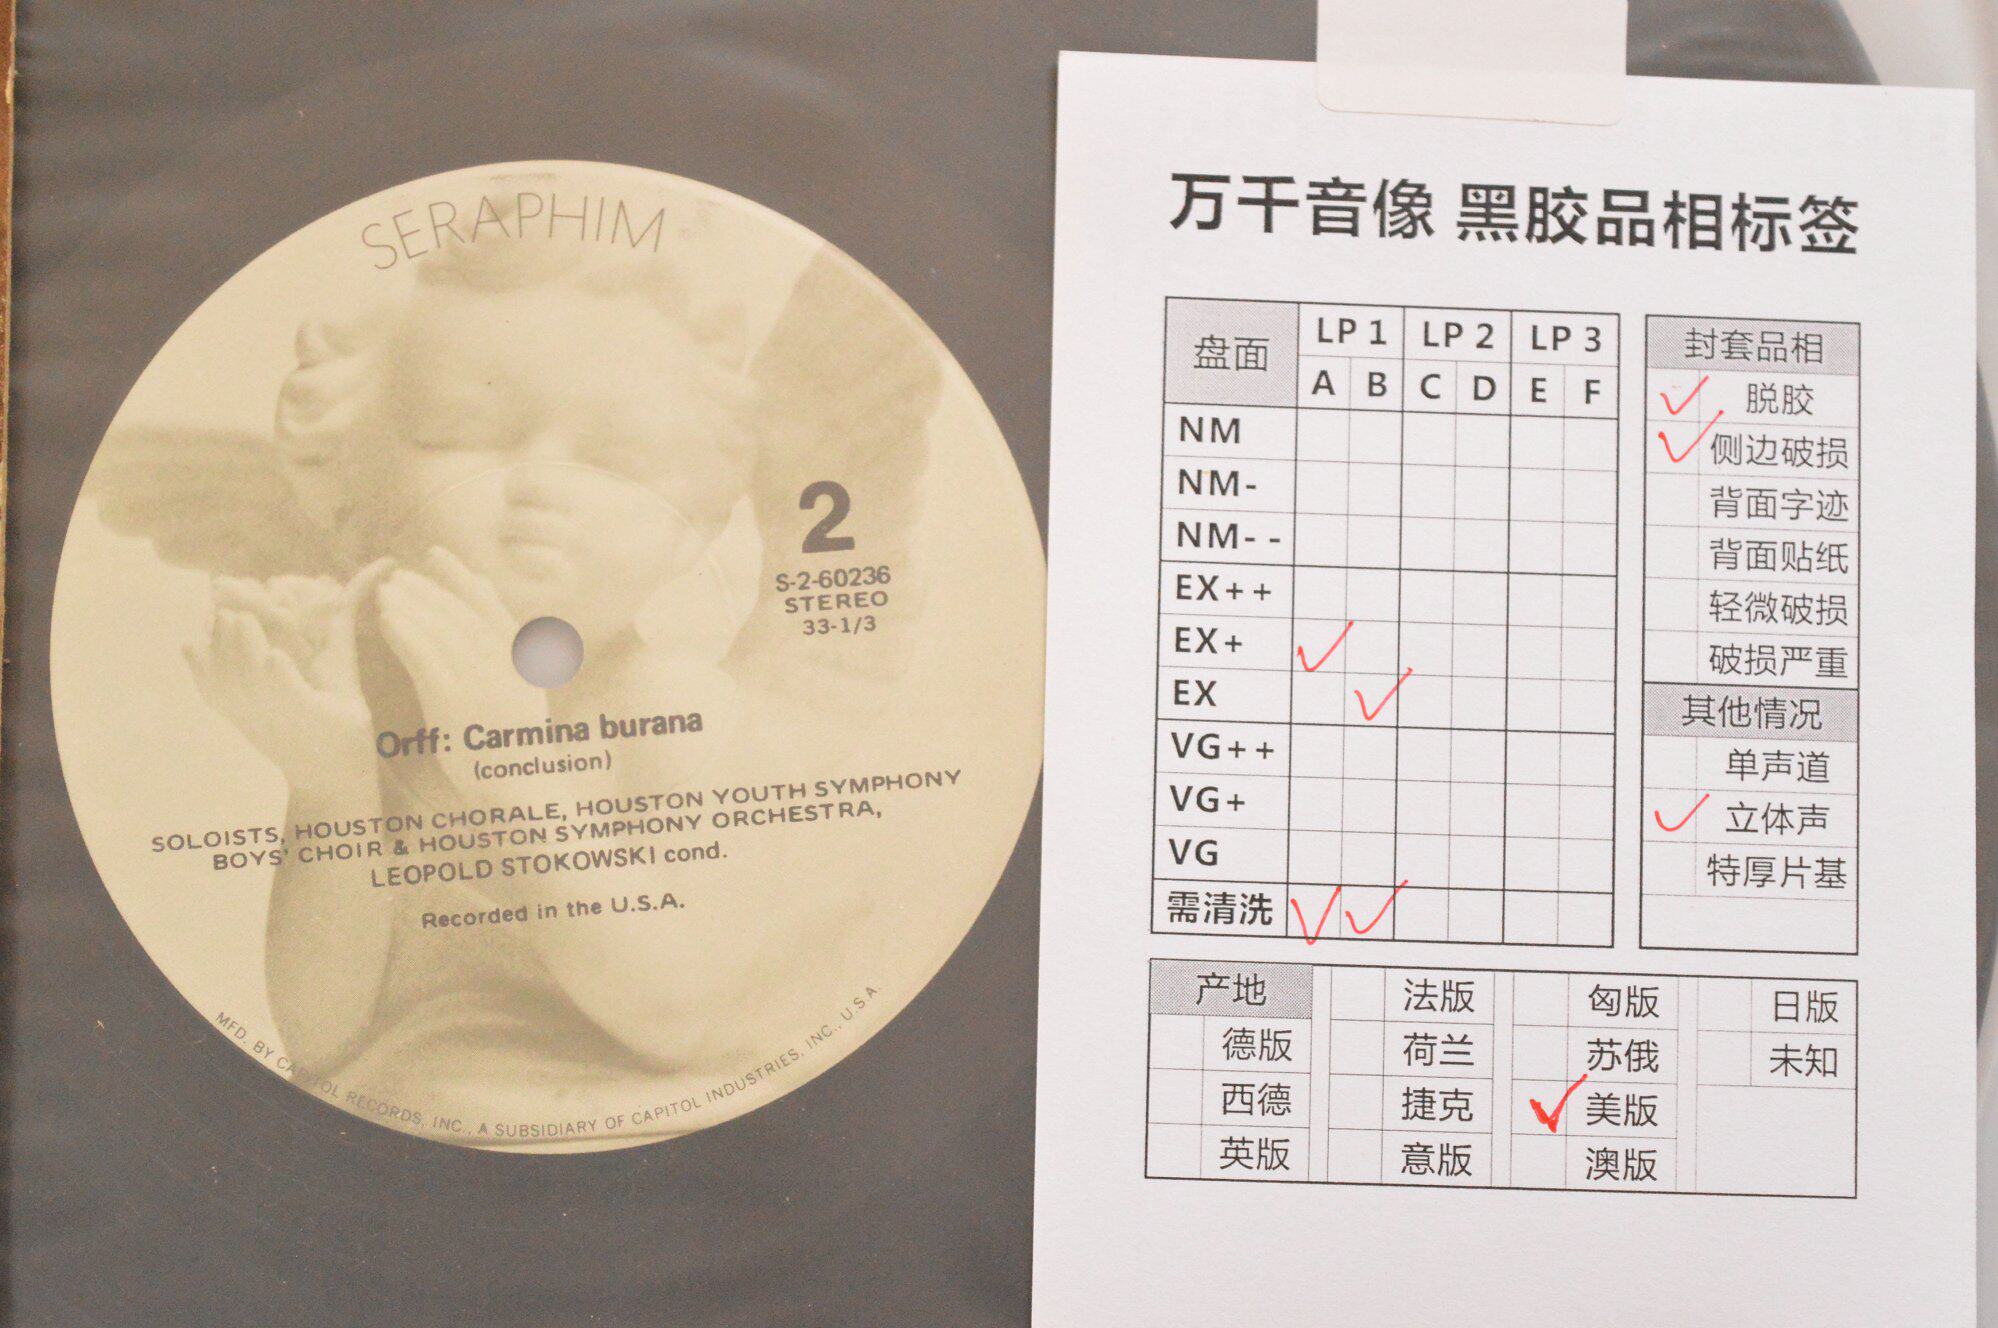 SERAPHIM
2
S-2-60236
STEREO
33-1/3
Orff: Carmina burana
(conclusion)
SOLOISTS, HOUSTON CHORALE, HOUSTON YOUTH SYMPHONY
BOYS' CHOIR & HOUSTON SYMPHONY ORCHESTRA,
LEOPOLD STOKOWSKI cond.
Recorded in the U.S.A.
MFD. BY CAPITOL RECORDS, INC., A SUBSIDIARY OF CAPITOL INDUSTRIES, INC., U.S.A.
万千音像 黑胶品相标签
盘面 LP 1 LP 2 LP 3
A B C D E F
NM
NM-
NM--
EX++
EX+ ✓
EX ✓
VG++
VG+
VG
需清洗 ✓ ✓
封套品相
✓ 脱胶
✓ 侧边破损
背面字迹
背面贴纸
轻微破损
破损严重
其他情况
单声道
✓ 立体声
特厚片基
产地 法版 匈版 日版
德版 荷兰 苏俄 未知
西德 捷克 ✓ 美版
英版 意版 澳版